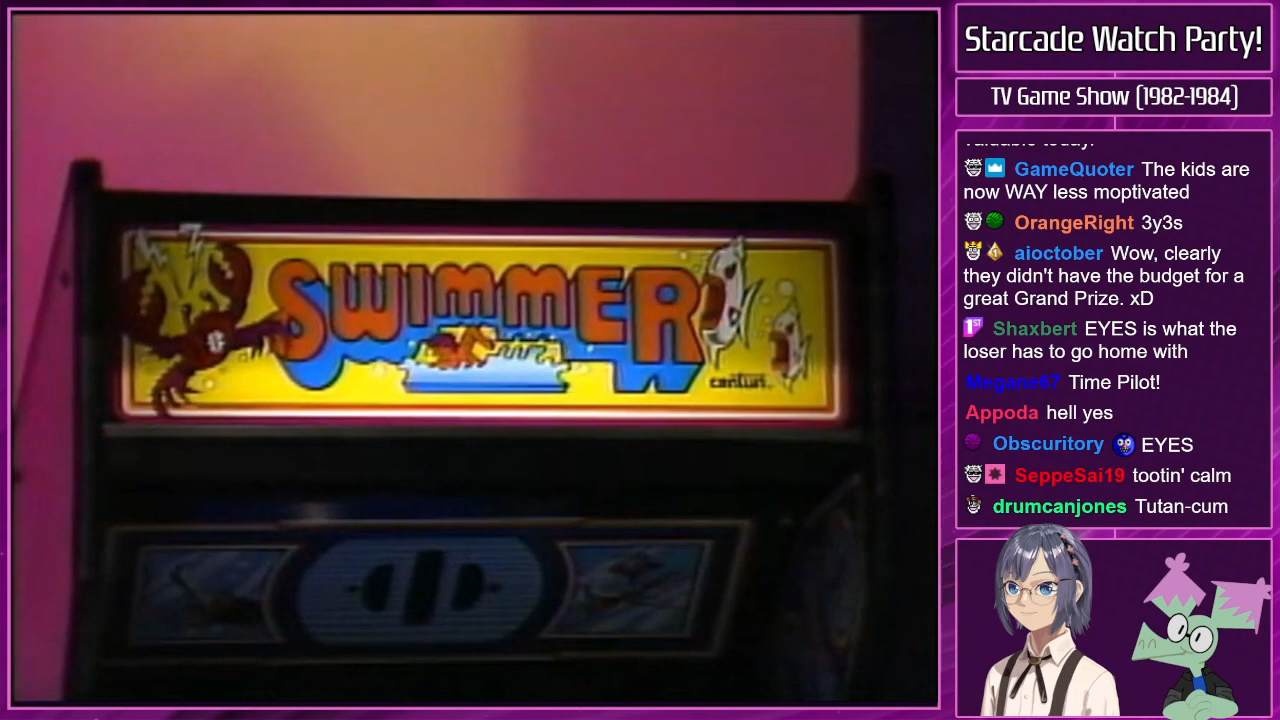 Starcade Watch Party!
TV Game Show (1982-1984)
SWIMMER
centuri.
valuable today.
GameQuoter The kids are
now WAY less moptivated
OrangeRight 3y3s
aioctober Wow, clearly
they didn't have the budget for a
great Grand Prize. xD
1ST Shaxbert EYES is what the
loser has to go home with
Megane67 Time Pilot!
Appoda hell yes
Obscuritory EYES
SeppeSai19 tootin' calm
drumcanjones Tutan-cum